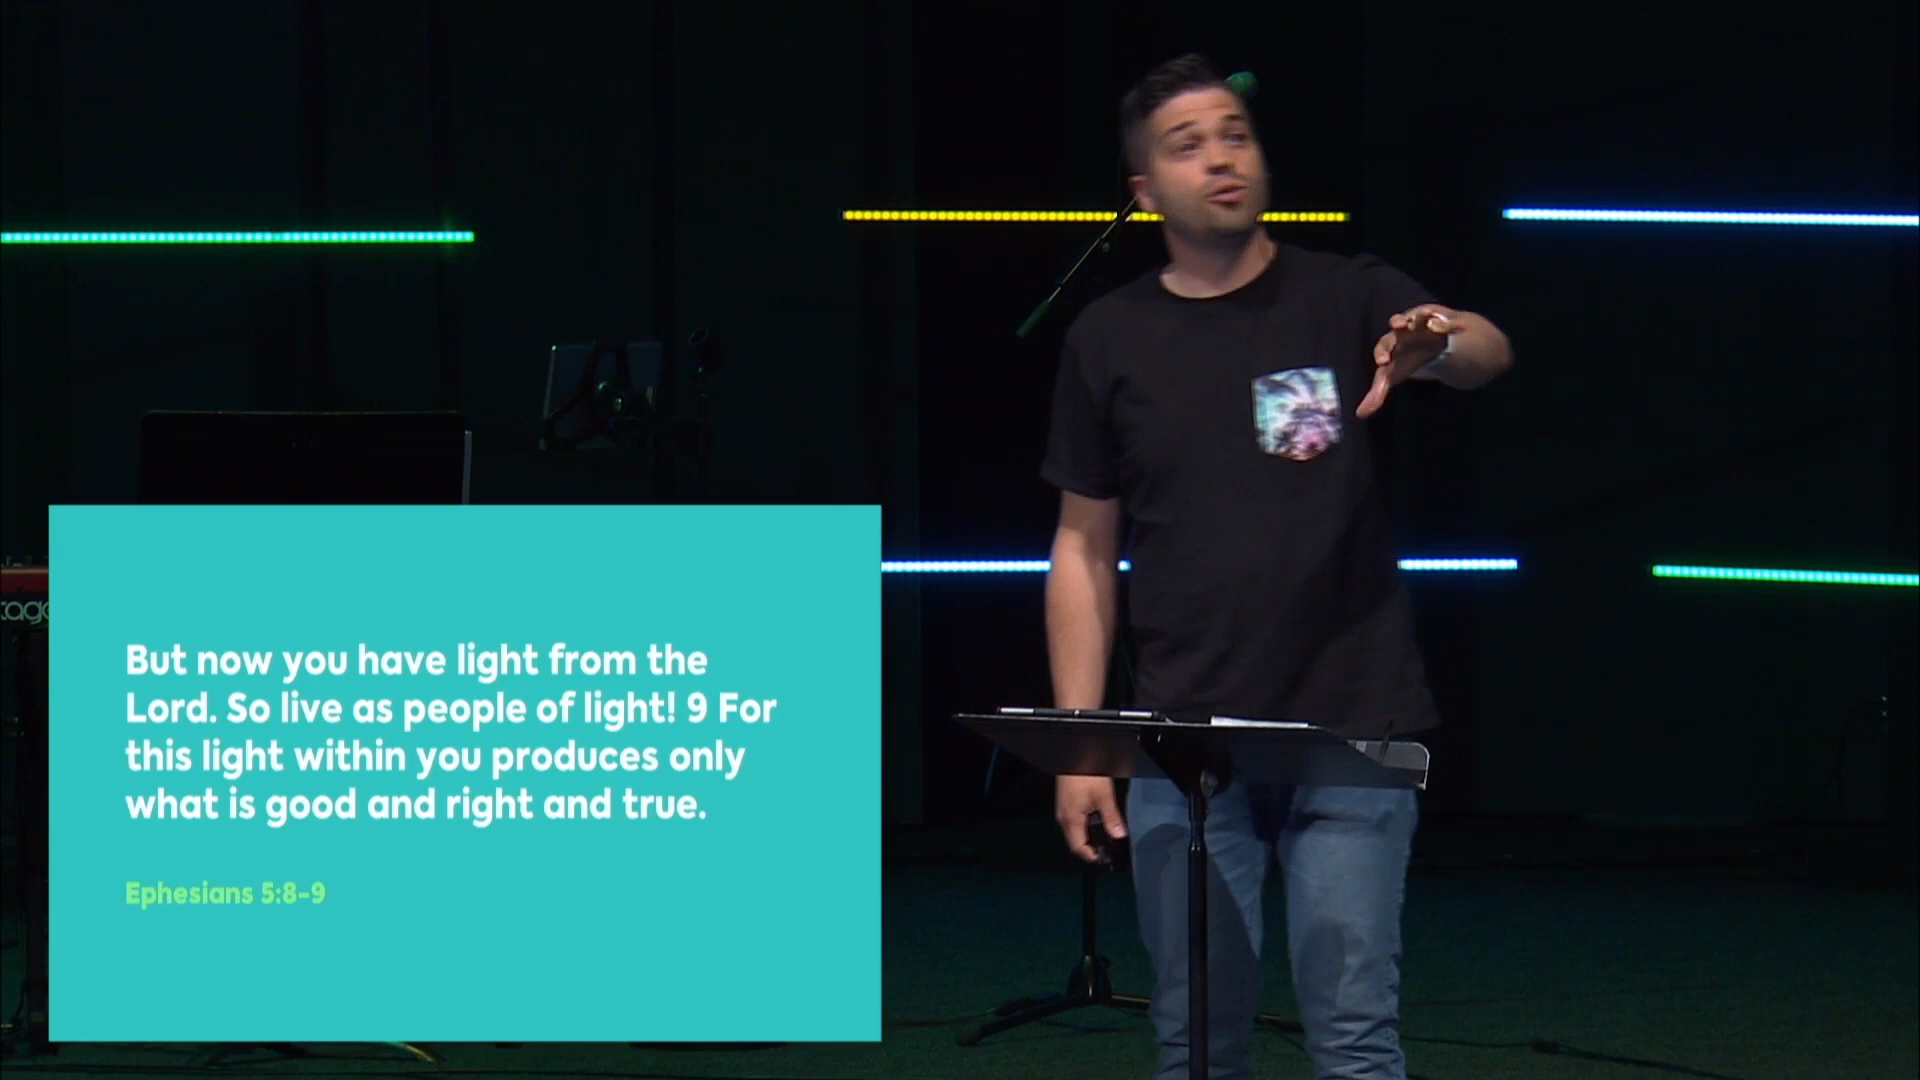 tage
But now you have light from the
Lord. So live as people of light! 9 For
this light within you produces only
what is good and right and true.
Ephesians 5:8-9